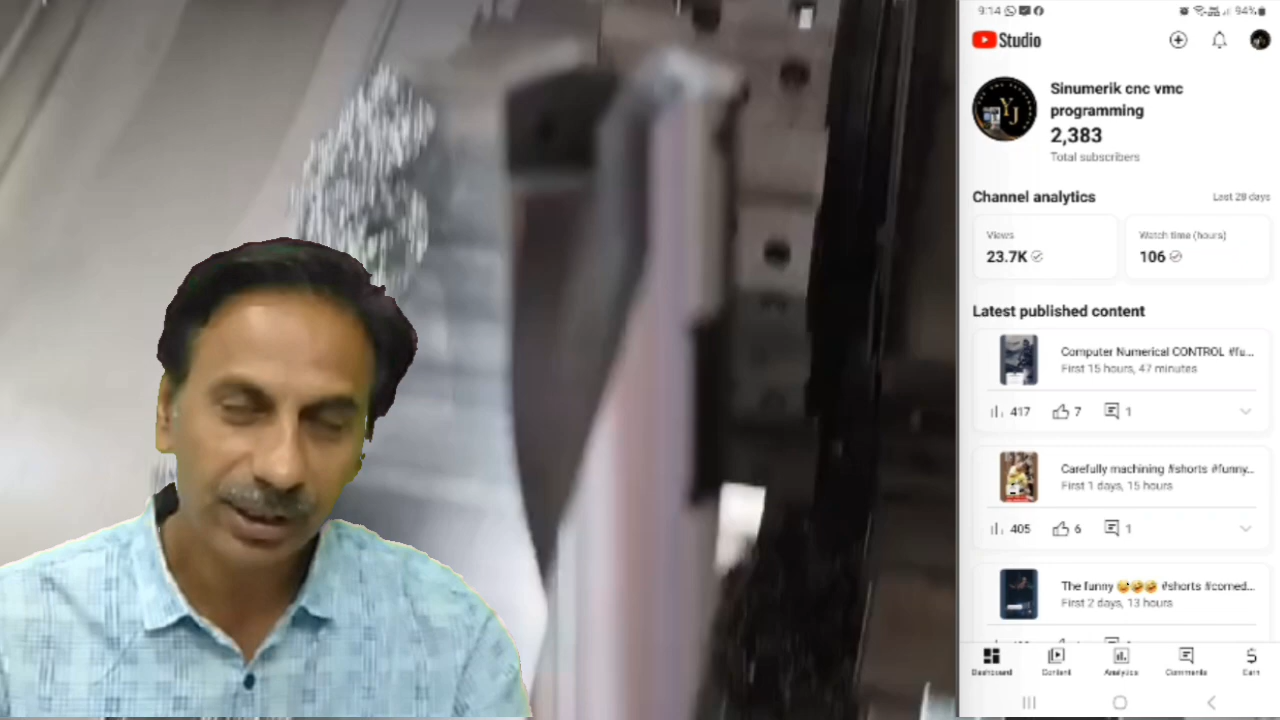 9:14
94%
Studio
Sinumerik cnc vmc
programming
2,383
Total subscribers
Channel analytics
Last 28 days
Views
23.7K
Watch time (hours)
106
Latest published content
Computer Numerical CONTROL #fu...
First 15 hours, 47 minutes
417 7 1
Carefully machining #shorts #funny...
First 1 days, 15 hours
405 6 1
The funny 🤣🤣🤣 #shorts #comed...
First 2 days, 13 hours
Dashboard Content Analytics Comments Earn
YJ